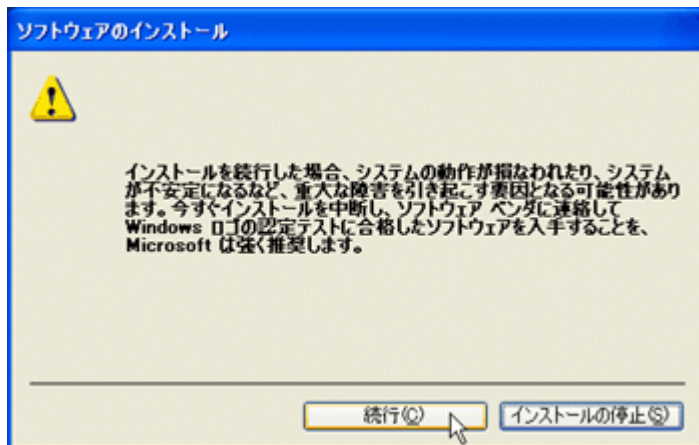 ソフトウェアのインストール
インストールを続行した場合、システムの動作が損なわれたり、システム
が不安定になるなど、重大な障害を引き起こす要因となる可能性があり
ます。今すぐインストールを中断し、ソフトウェア ベンダに連絡して
Windows ロゴの認定テストに合格したソフトウェアを入手することを、
Microsoft は強く推奨します。
続行(C) インストールの停止(S)